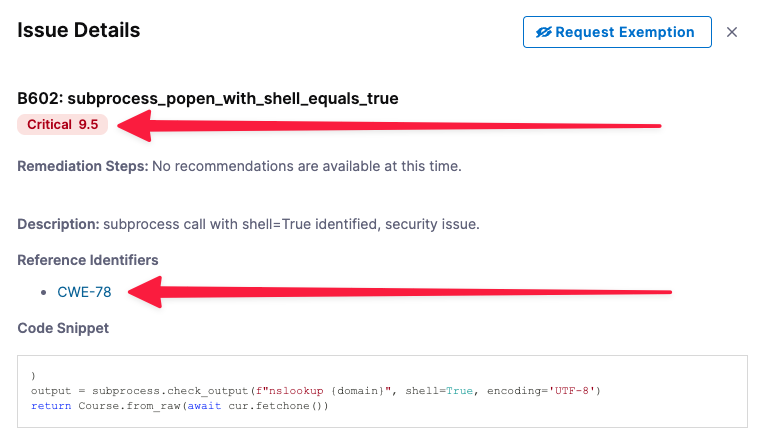 Issue Details
Request Exemption
B602: subprocess_popen_with_shell_equals_true
Critical 9.5
Remediation Steps: No recommendations are available at this time.
Description: subprocess call with shell=True identified, security issue.
Reference Identifiers
CWE-78
Code Snippet
)
output = subprocess.check_output(f"nslookup {domain}", shell=True, encoding='UTF-8')
return Course.from_raw(await cur.fetchone())